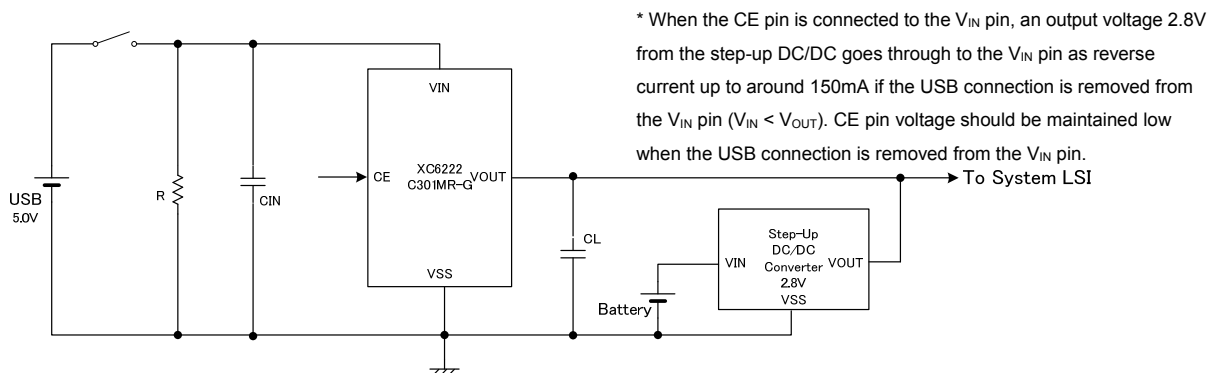 * When the CE pin is connected to the VIN pin, an output voltage 2.8V
from the step-up DC/DC goes through to the VIN pin as reverse
current up to around 150mA if the USB connection is removed from
the VIN pin (VIN < VOUT). CE pin voltage should be maintained low
when the USB connection is removed from the VIN pin.
To System LSI
VIN
CE
XC6222
C301MR-G
VOUT
VSS
USB
5.0V
R
CIN
CL
Battery
Step-Up
DC/DC
Converter
2.8V
VIN
VOUT
VSS